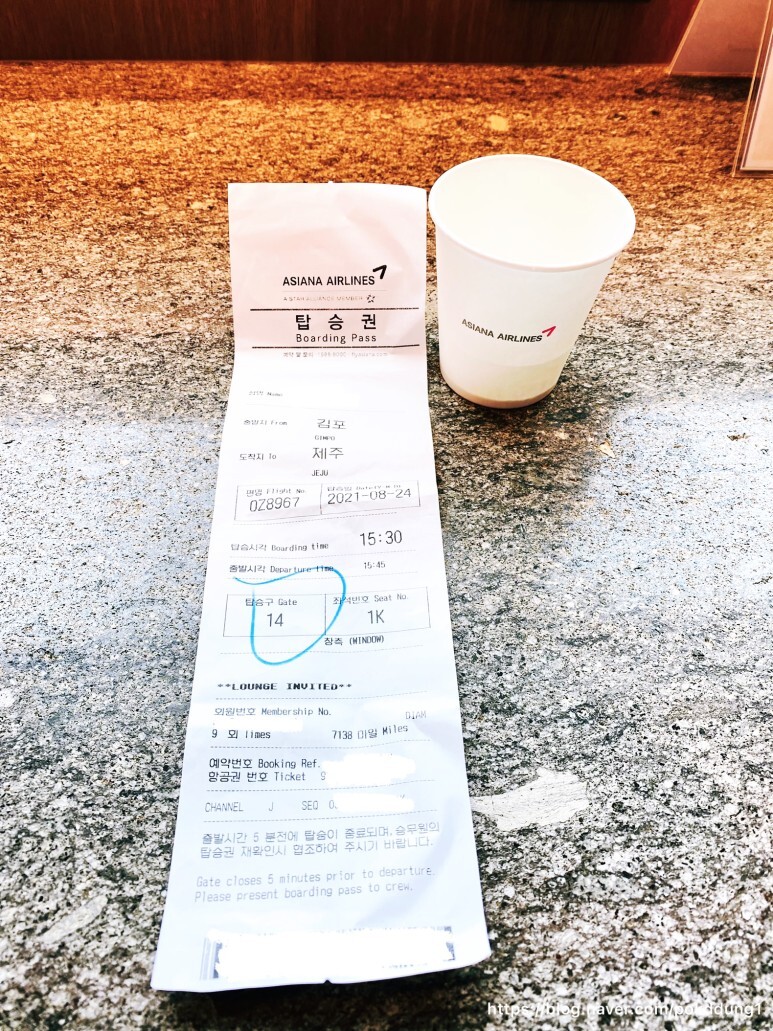 ASIANA AIRLINES
A STAR ALLIANCE MEMBER
탑 승 권
Boarding Pass
성명 Name
출발지 From 김포
GIMPO
도착지 To 제주
JEJU
편명 Flight No.
OZ8967
2021-08-24
탑승시각 Boarding time 15:30
출발시각 Departure time 15:45
탑승구 Gate
14
좌석번호 Seat No.
1K
창측 (WINDOW)
**LOUNGE INVITED**
회원번호 Membership No. DIAM
9 회 Times 7138 마일 Miles
예약번호 Booking Ref.
항공권 번호 Ticket 9
CHANNEL J SEQ
출발시간 5 분전에 탑승이 종료되며, 승무원의
탑승권 재확인시 협조하여 주시기 바랍니다.
Gate closes 5 minutes prior to departure.
Please present boarding pass to crew.
ASIANA AIRLINES